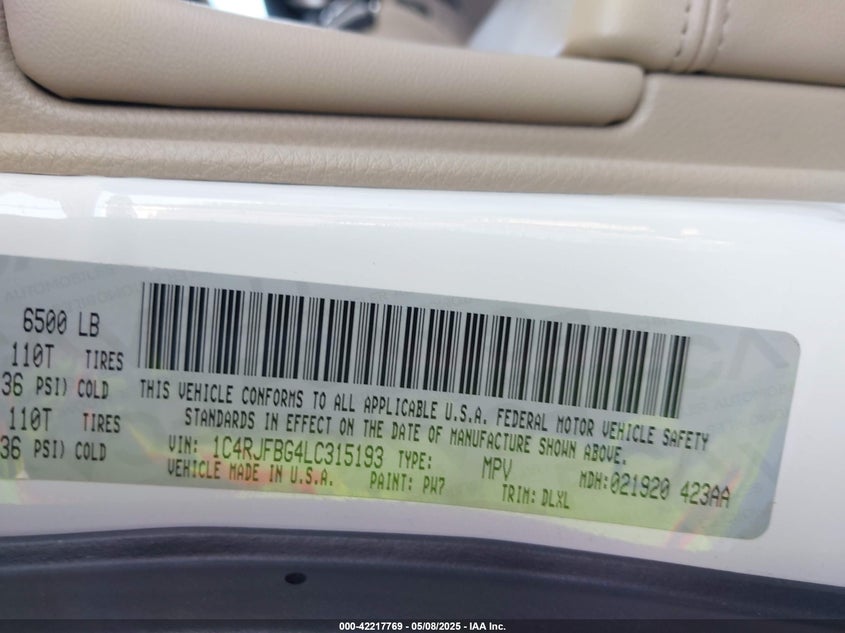 6500 LB
110T TIRES
36 PSI) COLD
110T TIRES
36 PSI) COLD
THIS VEHICLE CONFORMS TO ALL APPLICABLE U.S.A. FEDERAL MOTOR VEHICLE SAFETY
STANDARDS IN EFFECT ON THE DATE OF MANUFACTURE SHOWN ABOVE.
VIN: 1C4RJFBG4LC315193 TYPE: MPV MDH:021920 423AA
VEHICLE MADE IN U.S.A. PAINT: PW7 TRIM: DLXL
000-42217769 - 05/08/2025 - IAA Inc.